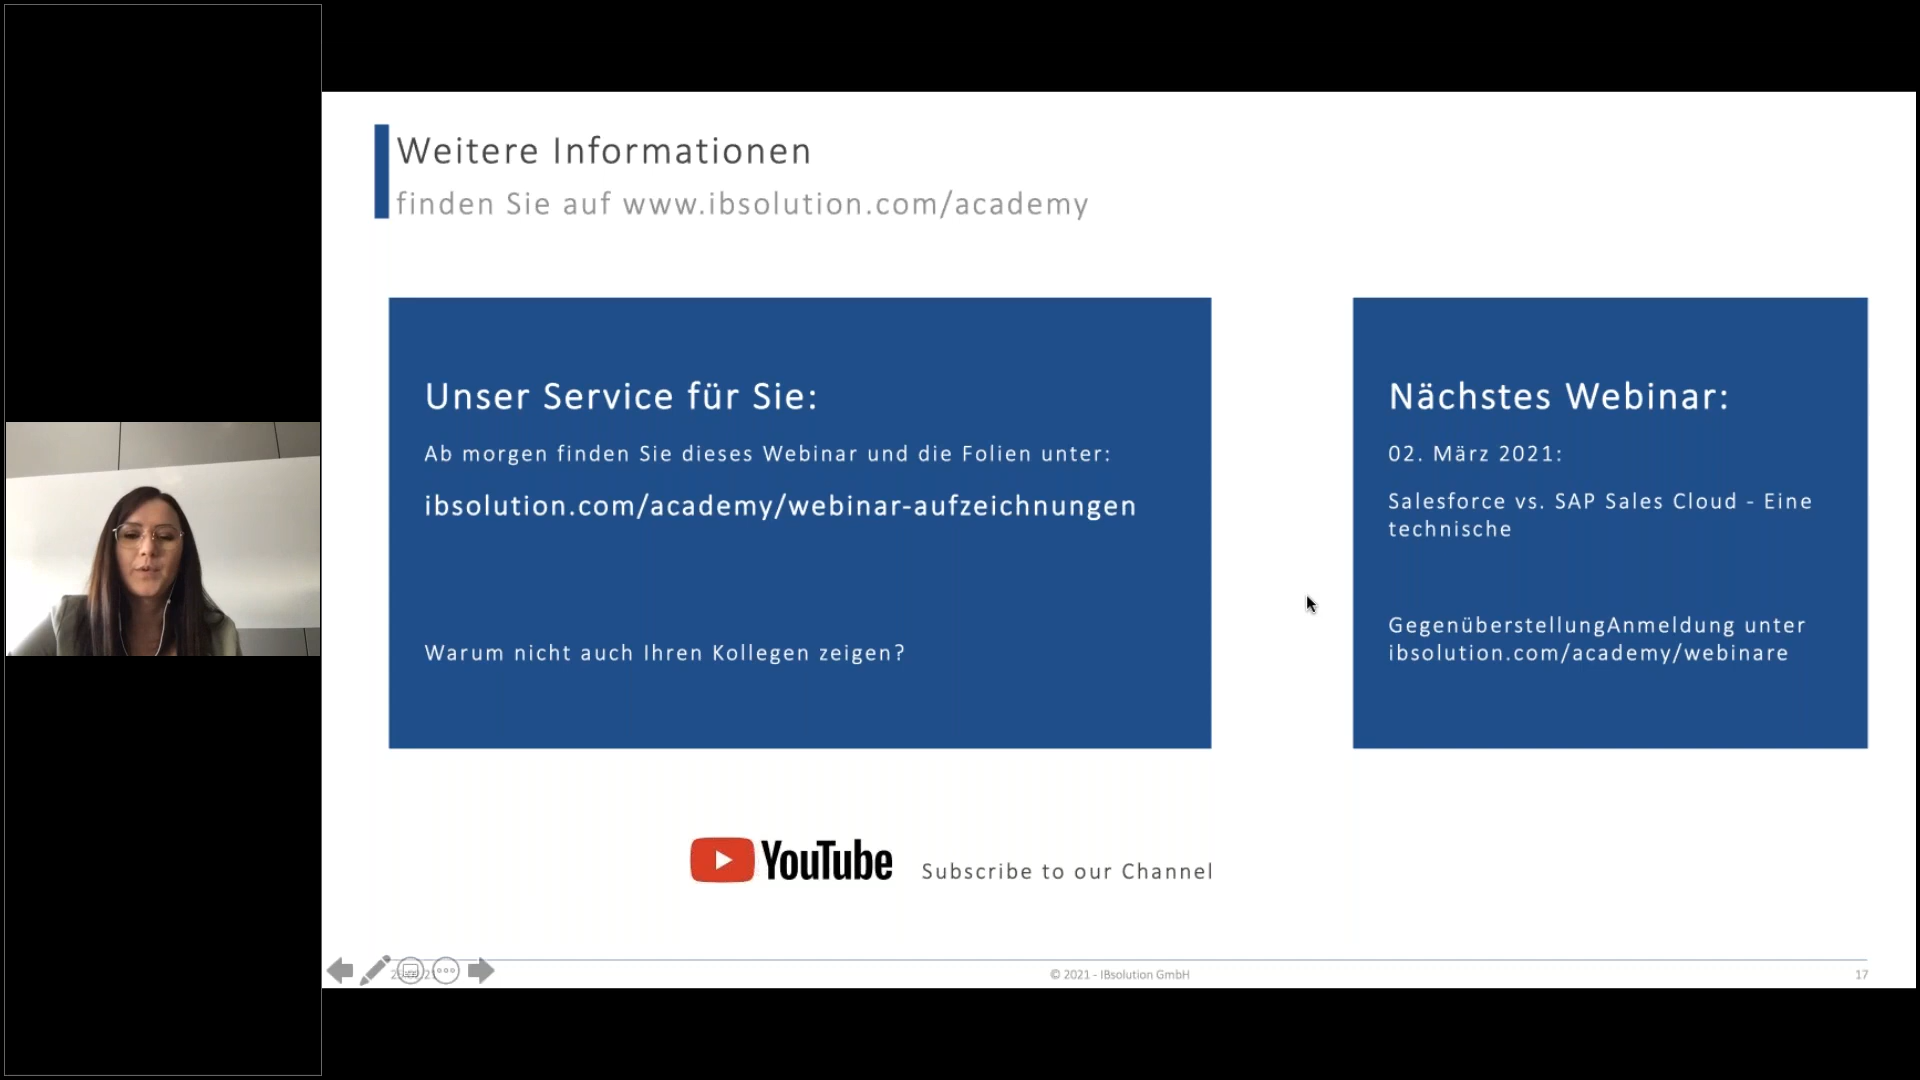 Weitere Informationen
finden Sie auf www.ibsolution.com/academy
Unser Service für Sie:
Ab morgen finden Sie dieses Webinar und die Folien unter:
ibsolution.com/academy/webinar-aufzeichnungen
Warum nicht auch Ihren Kollegen zeigen?
Nächstes Webinar:
02. März 2021:
Salesforce vs. SAP Sales Cloud - Eine
technische
GegenüberstellungAnmeldung unter
ibsolution.com/academy/webinare
YouTube
Subscribe to our Channel
© 2021 - IBsolution GmbH
17